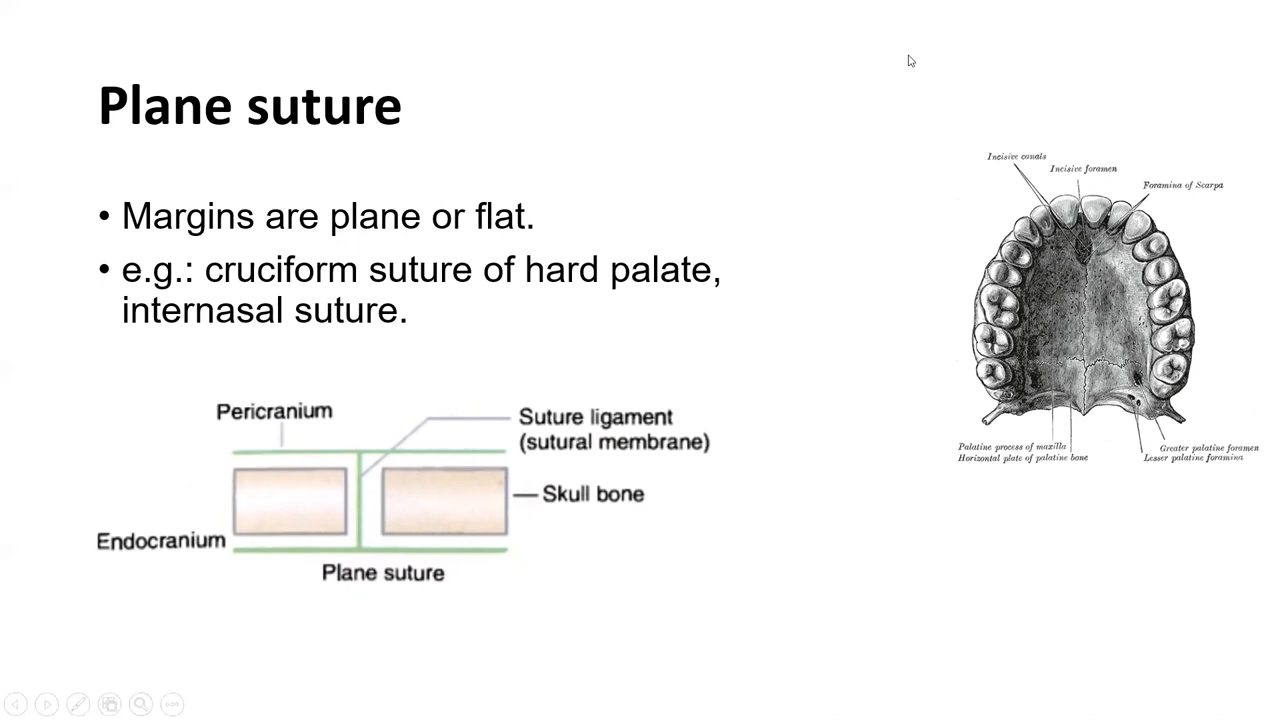 Plane suture
• Margins are plane or flat.
• e.g.: cruciform suture of hard palate,
internasal suture.
Pericranium
Suture ligament
(sutural membrane)
Skull bone
Endocranium
Plane suture
Incisive canals
Incisive foramen
Foramina of Scarpa
Palatine process of maxilla
Horizontal plate of palatine bone
Greater palatine foramen
Lesser palatine foramina